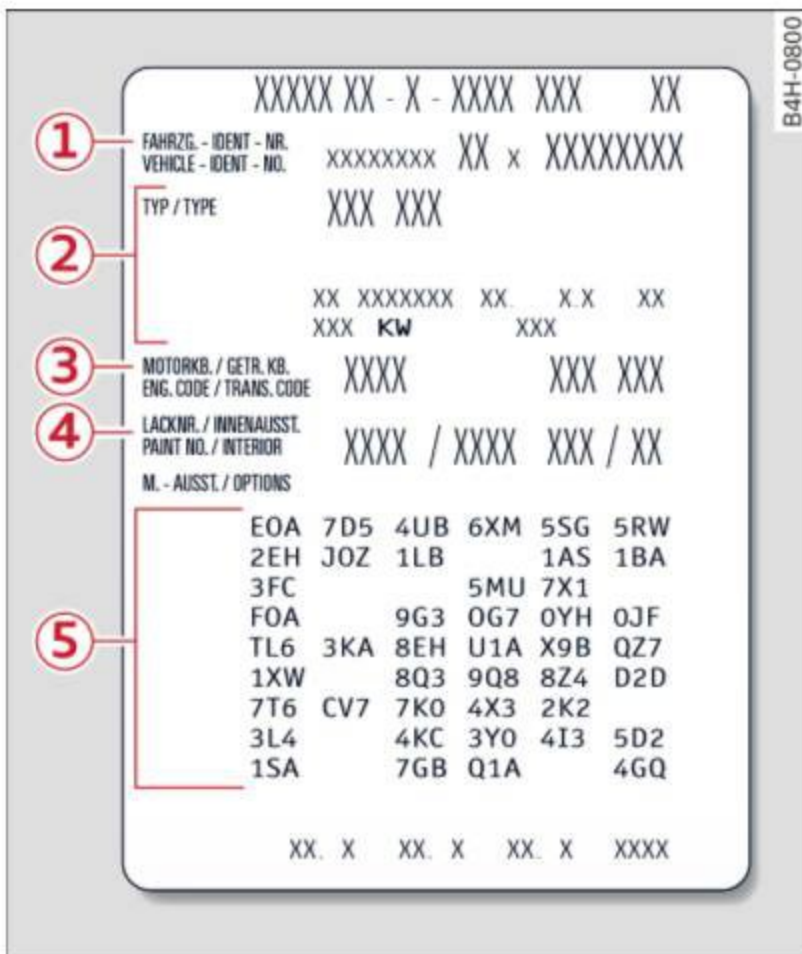 B4H-0800
XXXXX XX - X - XXXX XXX XX
1
FAHRZG. - IDENT - NR.
VEHICLE - IDENT - NO. XXXXXXXX XX X XXXXXXXX
2
TYP / TYPE XXX XXX
XX XXXXXXX XX. X.X XX
XXX KW XXX
3
MOTORKB. / GETR. KB.
ENG. CODE / TRANS. CODE XXXX XXX XXX
4
LACKNR. / INNENAUSST.
PAINT NO. / INTERIOR XXXX / XXXX XXX / XX
M. - AUSST. / OPTIONS
5
EOA 7D5 4UB 6XM 5SG 5RW
2EH JOZ 1LB 1AS 1BA
3FC 5MU 7X1
FOA 9G3 OG7 OYH OJF
TL6 3KA 8EH U1A X9B QZ7
1XW 8Q3 9Q8 8Z4 D2D
7T6 CV7 7K0 4X3 2K2
3L4 4KC 3Y0 4I3 5D2
1SA 7GB Q1A 4GQ
XX. X XX. X XX. X XXXX